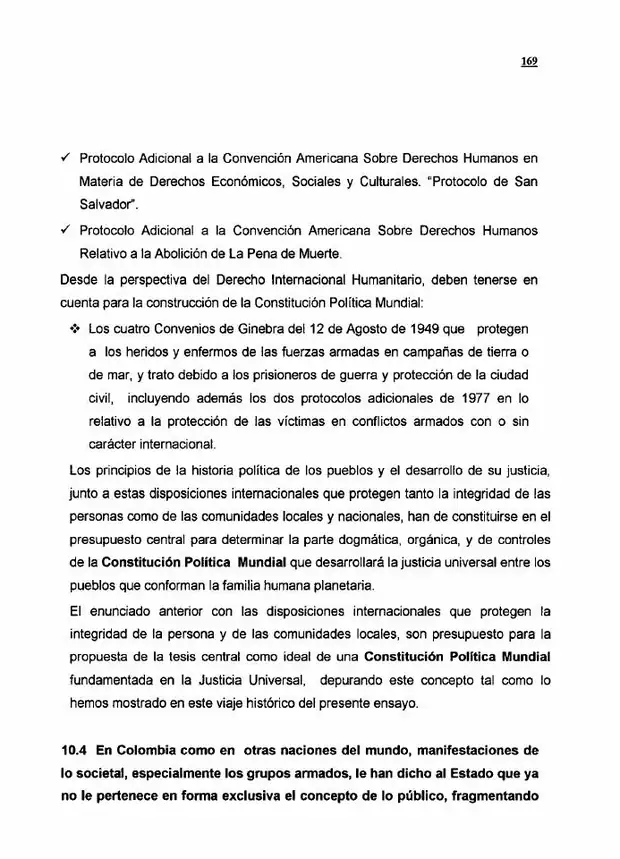 169
✓ Protocolo Adicional a la Convención Americana Sobre Derechos Humanos en
Materia de Derechos Económicos, Sociales y Culturales. "Protocolo de San
Salvador".
✓ Protocolo Adicional a la Convención Americana Sobre Derechos Humanos
Relativo a la Abolición de La Pena de Muerte.
Desde la perspectiva del Derecho Internacional Humanitario, deben tenerse en
cuenta para la construcción de la Constitución Política Mundial:
❖ Los cuatro Convenios de Ginebra del 12 de Agosto de 1949 que protegen
a los heridos y enfermos de las fuerzas armadas en campañas de tierra o
de mar, y trato debido a los prisioneros de guerra y protección de la ciudad
civil, incluyendo además los dos protocolos adicionales de 1977 en lo
relativo a la protección de las víctimas en conflictos armados con o sin
carácter internacional.
Los principios de la historia política de los pueblos y el desarrollo de su justicia,
junto a estas disposiciones internacionales que protegen tanto la integridad de las
personas como de las comunidades locales y nacionales, han de constituirse en el
presupuesto central para determinar la parte dogmática, orgánica, y de controles
de la Constitución Política Mundial que desarrollará la justicia universal entre los
pueblos que conforman la familia humana planetaria.
El enunciado anterior con las disposiciones internacionales que protegen la
integridad de la persona y de las comunidades locales, son presupuesto para la
propuesta de la tesis central como ideal de una Constitución Política Mundial
fundamentada en la Justicia Universal, depurando este concepto tal como lo
hemos mostrado en este viaje histórico del presente ensayo.
10.4 En Colombia como en otras naciones del mundo, manifestaciones de
lo societal, especialmente los grupos armados, le han dicho al Estado que ya
no le pertenece en forma exclusiva el concepto de lo público, fragmentando